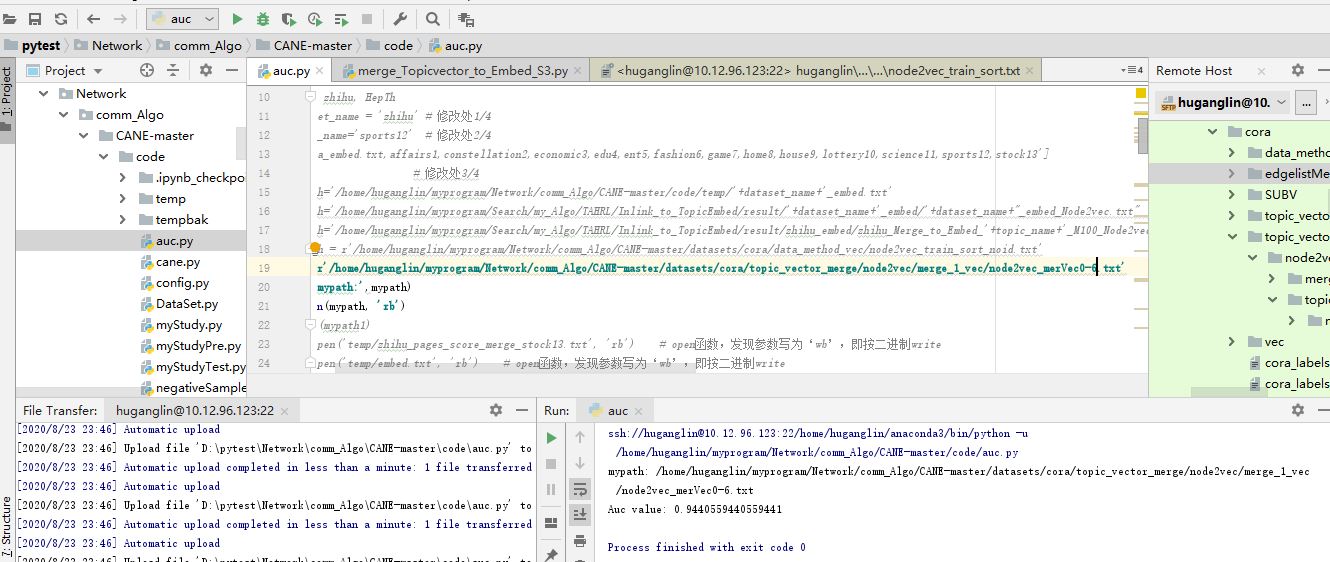 auc
pytest Network comm_Algo CANE-master code auc.py
1: Project
Project
Network
comm_Algo
CANE-master
code
.ipynb_checkpoi
temp
tempbak
auc.py
cane.py
config.py
DataSet.py
myStudy.py
myStudyPre.py
myStudyTest.py
negativeSample
auc.py merge_Topicvector_to_Embed_S3.py <huganglin@10.12.96.123:22> huganglin\...\...\node2vec_train_sort.txt 4
10 zhihu, HepTh
11 et_name = 'zhihu' # 修改处1/4
12 _name='sports12' # 修改处2/4
13 a_embed.txt,affairs1,constellation2,economic3,edu4,ent5,fashion6,game7,home8,house9,lottery10,science11,sports12,stock13']
14 # 修改处3/4
15 h='/home/huganglin/myprogram/Network/comm_Algo/CANE-master/code/temp/'+dataset_name+'_embed.txt'
16 h='/home/huganglin/myprogram/Search/my_Algo/TAHRL/Inlink_to_TopicEmbed/result/'+dataset_name+'_embed/'+dataset_name+"_embed_Node2vec.txt"
17 h='/home/huganglin/myprogram/Search/my_Algo/TAHRL/Inlink_to_TopicEmbed/result/zhihu_embed/zhihu_Merge_to_Embed_'+topic_name+'_M100_Node2vec
18 = r'/home/huganglin/myprogram/Network/comm_Algo/CANE-master/datasets/cora/data_method_vec/node2vec_train_sort_noid.txt'
19 r'/home/huganglin/myprogram/Network/comm_Algo/CANE-master/datasets/cora/topic_vector_merge/node2vec/merge_1_vec/node2vec_merVec0-6.txt'
20 mypath:',mypath)
21 n(mypath, 'rb')
22 (mypath1)
23 pen('temp/zhihu_pages_score_merge_stock13.txt', 'rb') # open函数，发现参数写为‘wb’，即按二进制write
24 pen('temp/embed.txt','rb') # open函数，发现参数写为‘wb’，即按二进制write
Remote Host
huganglin@10. ...
cora
data_metho
edgelistMe
SUBV
topic_vecto
topic_vecto
node2ve
mer
topic
vec
cora_labels
cora_labels
File Transfer: huganglin@10.12.96.123:22
[2020/8/23 23:46] Automatic upload
[2020/8/23 23:46] Upload file 'D:\pytest\Network\comm_Algo\CANE-master\code\auc.py' to
[2020/8/23 23:46] Automatic upload completed in less than a minute: 1 file transferred
[2020/8/23 23:46] Automatic upload
[2020/8/23 23:46] Upload file 'D:\pytest\Network\comm_Algo\CANE-master\code\auc.py' to
[2020/8/23 23:46] Automatic upload completed in less than a minute: 1 file transferred
[2020/8/23 23:46] Automatic upload
7: Structure
Run: auc
ssh://huganglin@10.12.96.123:22/home/huganglin/anaconda3/bin/python -u
/home/huganglin/myprogram/Network/comm_Algo/CANE-master/code/auc.py
mypath: /home/huganglin/myprogram/Network/comm_Algo/CANE-master/datasets/cora/topic_vector_merge/node2vec/merge_1_vec
/node2vec_merVec0-6.txt
Auc value: 0.9440559440559441
Process finished with exit code 0